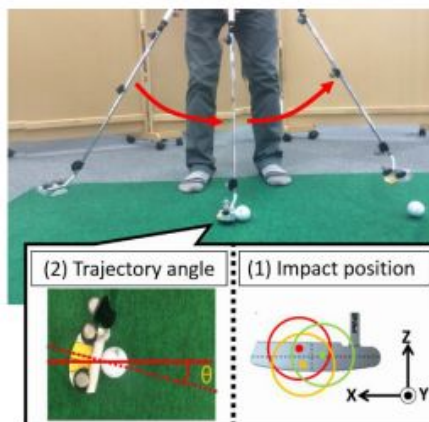 (2) Trajectory angle
(1) Impact position
θ
Z
X
Y